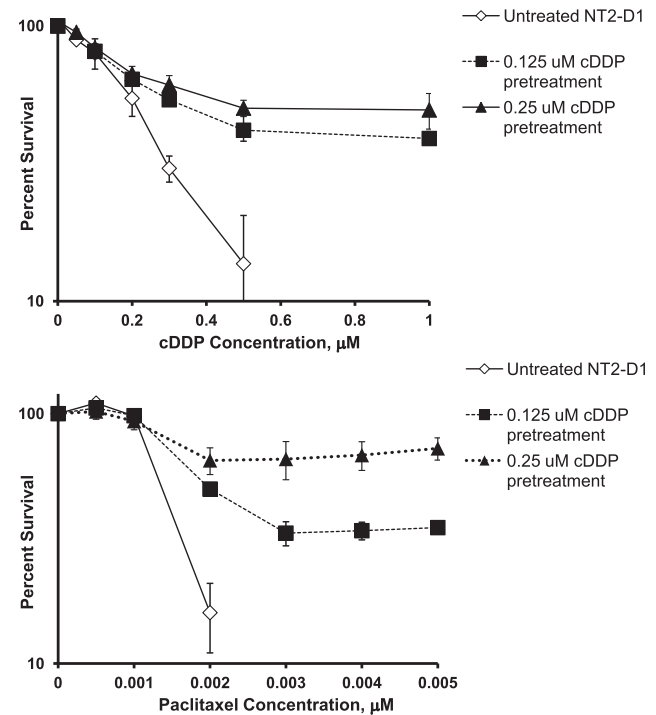 100
10
Percent Survival
0 0.2 0.4 0.6 0.8 1
cDDP Concentration, µM
Untreated NT2-D1
0.125 uM cDDP
pretreatment
0.25 uM cDDP
pretreatment
100
10
Percent Survival
0 0.001 0.002 0.003 0.004 0.005
Paclitaxel Concentration, µM
Untreated NT2-D1
0.125 uM cDDP
pretreatment
0.25 uM cDDP
pretreatment